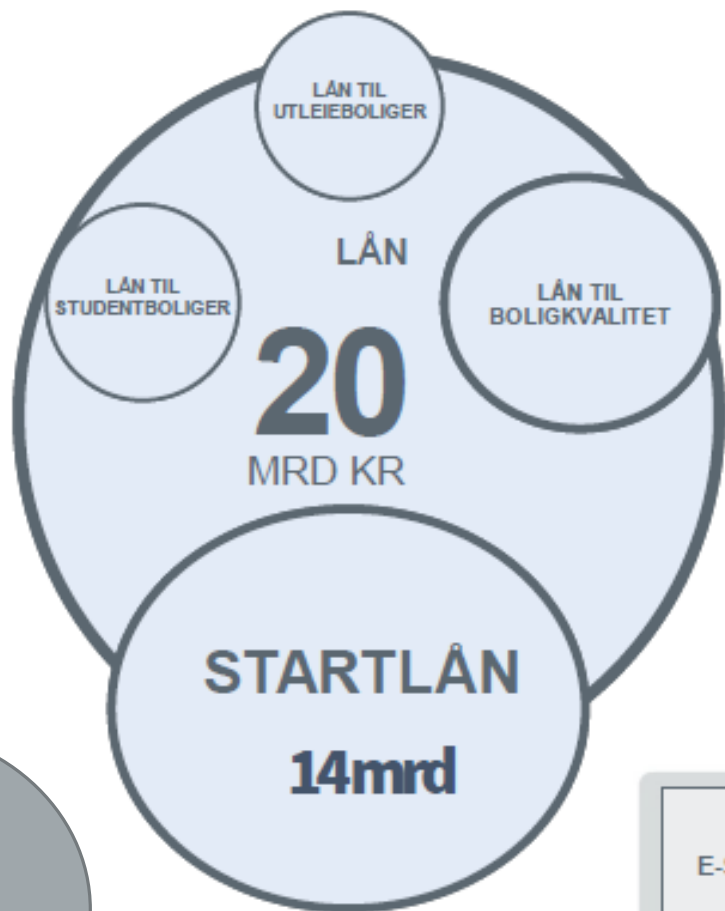 LÅN TIL
UTLEIEBOLIGER
LÅN
LÅN TIL
STUDENTBOLIGER
LÅN TIL
BOLIGKVALITET
20
MRD KR
STARTLÅN
14mrd